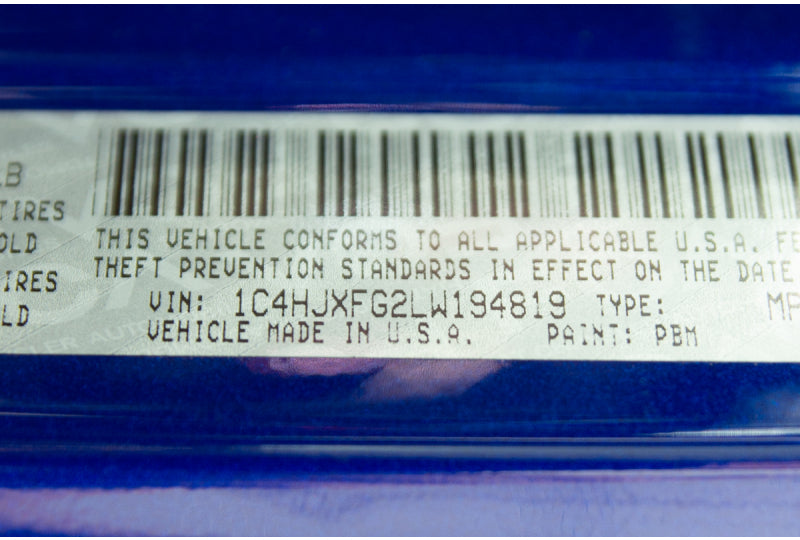 LB
TIRES
OLD
TIRES
LD
THIS VEHICLE CONFORMS TO ALL APPLICABLE U.S.A. FE
THEFT PREVENTION STANDARDS IN EFFECT ON THE DATE
VIN: 1C4HJXFG2LW194819 TYPE: MP
VEHICLE MADE IN U.S.A. PAINT: PBM